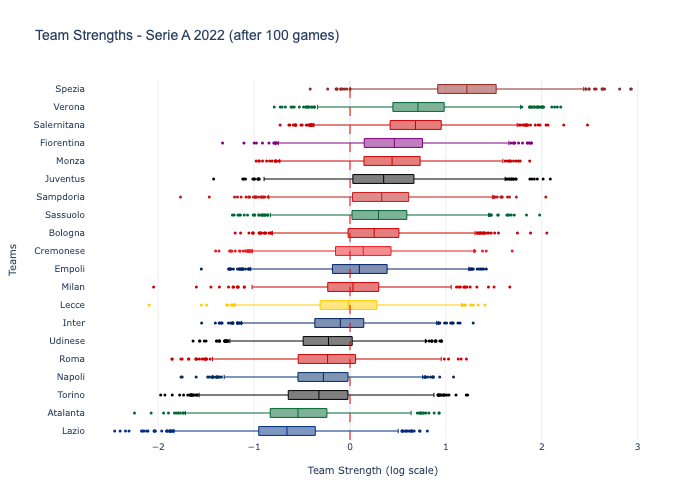 Team Strengths - Serie A 2022 (after 100 games)
Spezia
Verona
Salernitana
Fiorentina
Monza
Juventus
Sampdoria
Sassuolo
Bologna
Cremonese
Empoli
Milan
Lecce
Inter
Udinese
Roma
Napoli
Torino
Atalanta
Lazio
Teams
−2 −1 0 1 2 3
Team Strength (log scale)